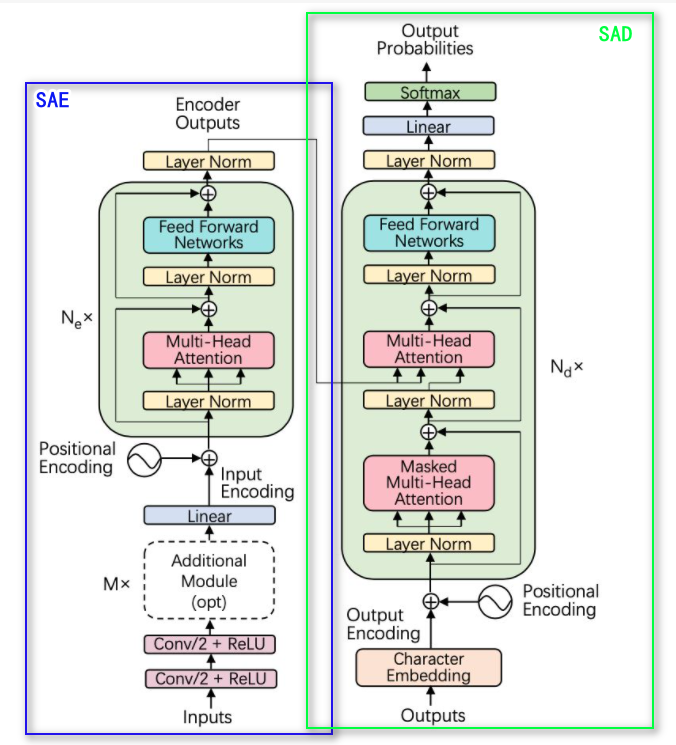 SAE
Encoder
Outputs
Layer Norm
Feed Forward
Networks
Layer Norm
Nₑ×
Multi-Head
Attention
Layer Norm
Positional
Encoding
Input
Encoding
Linear
Additional
Module
(opt)
M×
Conv/2 + ReLU
Conv/2 + ReLU
Inputs
SAD
Output
Probabilities
Softmax
Linear
Layer Norm
Feed Forward
Networks
Layer Norm
Multi-Head
Attention
N_d×
Layer Norm
Masked
Multi-Head
Attention
Layer Norm
Positional
Encoding
Output
Encoding
Character
Embedding
Outputs